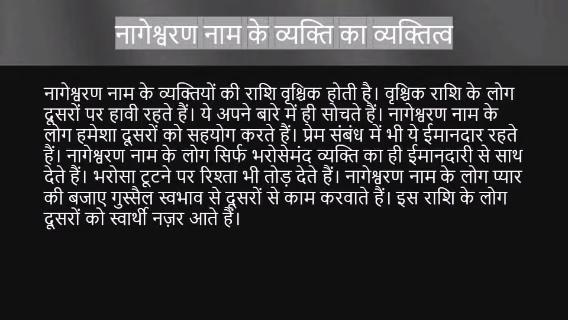 नागेश्वरण नाम के व्यक्ति का व्यक्तित्व
नागेश्वरण नाम के व्यक्तियों की राशि वृश्चिक होती है। वृश्चिक राशि के लोग
दूसरों पर हावी रहते हैं। ये अपने बारे में ही सोचते हैं। नागेश्वरण नाम के
लोग हमेशा दूसरों को सहयोग करते हैं। प्रेम संबंध में भी ये ईमानदार रहते
हैं। नागेश्वरण नाम के लोग सिर्फ भरोसेमंद व्यक्ति का ही ईमानदारी से साथ
देते हैं। भरोसा टूटने पर रिश्ता भी तोड़ देते हैं। नागेश्वरण नाम के लोग प्यार
की बजाए गुस्सैल स्वभाव से दूसरों से काम करवाते हैं। इस राशि के लोग
दूसरों को स्वार्थी नज़र आते हैं।